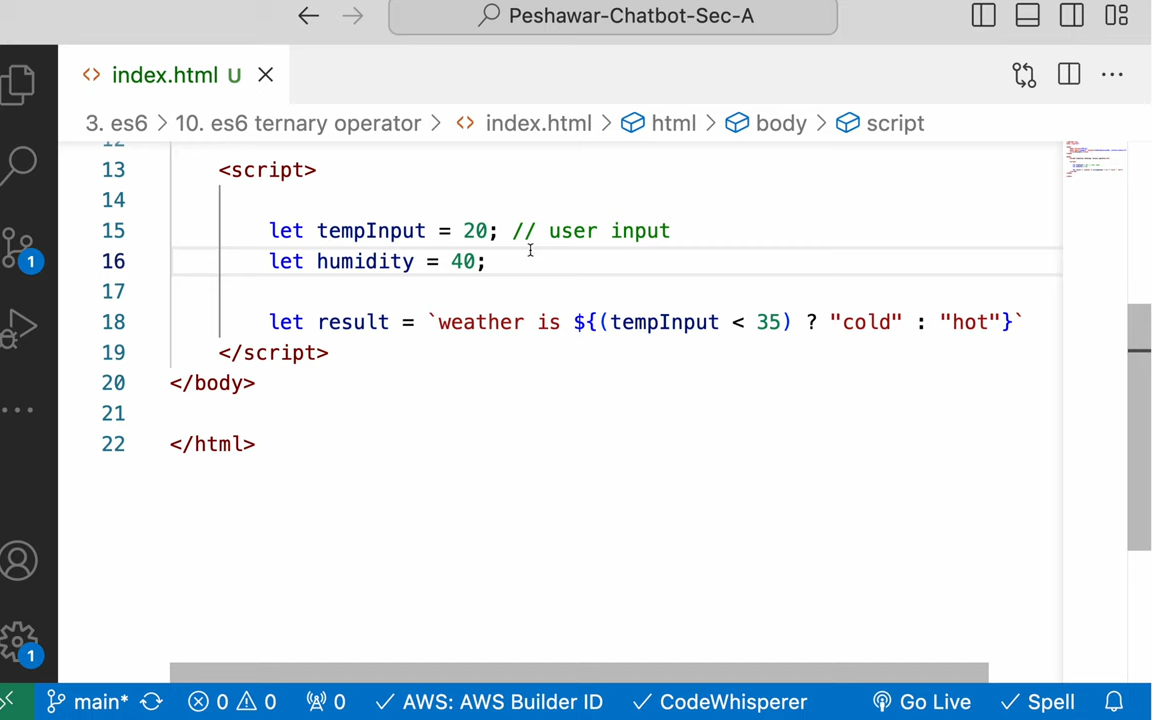 Peshawar-Chatbot-Sec-A
<> index.html U
3. es6 > 10. es6 ternary operator > <> index.html > html > body > script
13 <script>
14
15 let tempInput = 20; // user input
16 let humidity = 40;
17
18 let result = `weather is ${(tempInput < 35) ? "cold" : "hot"}`
19 </script>
20 </body>
21
22 </html>
1
1
main* 0 0 0 AWS: AWS Builder ID CodeWhisperer Go Live Spell